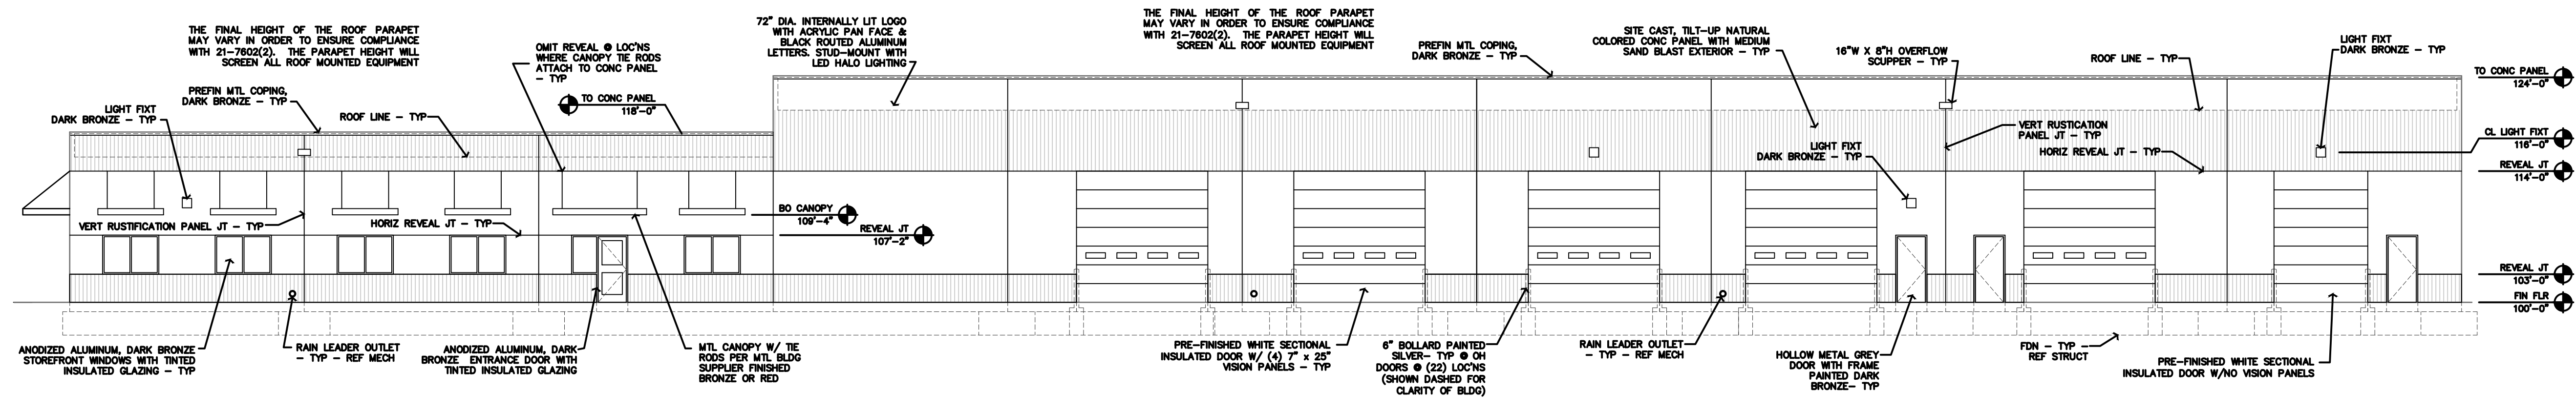 THE FINAL HEIGHT OF THE ROOF PARAPET
MAY VARY IN ORDER TO ENSURE COMPLIANCE
WITH 21-7602(2). THE PARAPET HEIGHT WILL
SCREEN ALL ROOF MOUNTED EQUIPMENT
PREFIN MTL COPING,
DARK BRONZE - TYP
LIGHT FIXT
DARK BRONZE - TYP
ROOF LINE - TYP
OMIT REVEAL @ LOC'NS
WHERE CANOPY TIE RODS
ATTACH TO CONC PANEL
- TYP
TO CONC PANEL
118'-0"
72" DIA. INTERNALLY LIT LOGO
WITH ACRYLIC PAN FACE &
BLACK ROUTED ALUMINUM
LETTERS. STUD-MOUNT WITH
LED HALO LIGHTING
THE FINAL HEIGHT OF THE ROOF PARAPET
MAY VARY IN ORDER TO ENSURE COMPLIANCE
WITH 21-7602(2). THE PARAPET HEIGHT WILL
SCREEN ALL ROOF MOUNTED EQUIPMENT
PREFIN MTL COPING,
DARK BRONZE - TYP
SITE CAST, TILT-UP NATURAL
COLORED CONC PANEL WITH MEDIUM
SAND BLAST EXTERIOR - TYP
16"W X 8"H OVERFLOW
SCUPPER - TYP
ROOF LINE - TYP
LIGHT FIXT
DARK BRONZE - TYP
TO CONC PANEL
124'-0"
VERT RUSTICATION
PANEL JT - TYP
LIGHT FIXT
DARK BRONZE - TYP
HORIZ REVEAL JT - TYP
CL LIGHT FIXT
116'-0"
REVEAL JT
114'-0"
VERT RUSTIFICATION PANEL JT - TYP
HORIZ REVEAL JT - TYP
BO CANOPY
109'-4"
REVEAL JT
107'-2"
REVEAL JT
103'-0"
FIN FLR
100'-0"
ANODIZED ALUMINUM, DARK BRONZE
STOREFRONT WINDOWS WITH TINTED
INSULATED GLAZING - TYP
RAIN LEADER OUTLET
- TYP - REF MECH
ANODIZED ALUMINUM, DARK
BRONZE ENTRANCE DOOR WITH
TINTED INSULATED GLAZING
MTL CANOPY W/ TIE
RODS PER MTL BLDG
SUPPLIER FINISHED
BRONZE OR RED
PRE-FINISHED WHITE SECTIONAL
INSULATED DOOR W/ (4) 7" x 25"
VISION PANELS - TYP
6" BOLLARD PAINTED
SILVER- TYP @ OH
DOORS @ (22) LOC'NS
(SHOWN DASHED FOR
CLARITY OF BLDG)
RAIN LEADER OUTLET
- TYP - REF MECH
HOLLOW METAL GREY
DOOR WITH FRAME
PAINTED DARK
BRONZE- TYP
FDN - TYP -
REF STRUCT
PRE-FINISHED WHITE SECTIONAL
INSULATED DOOR W/NO VISION PANELS